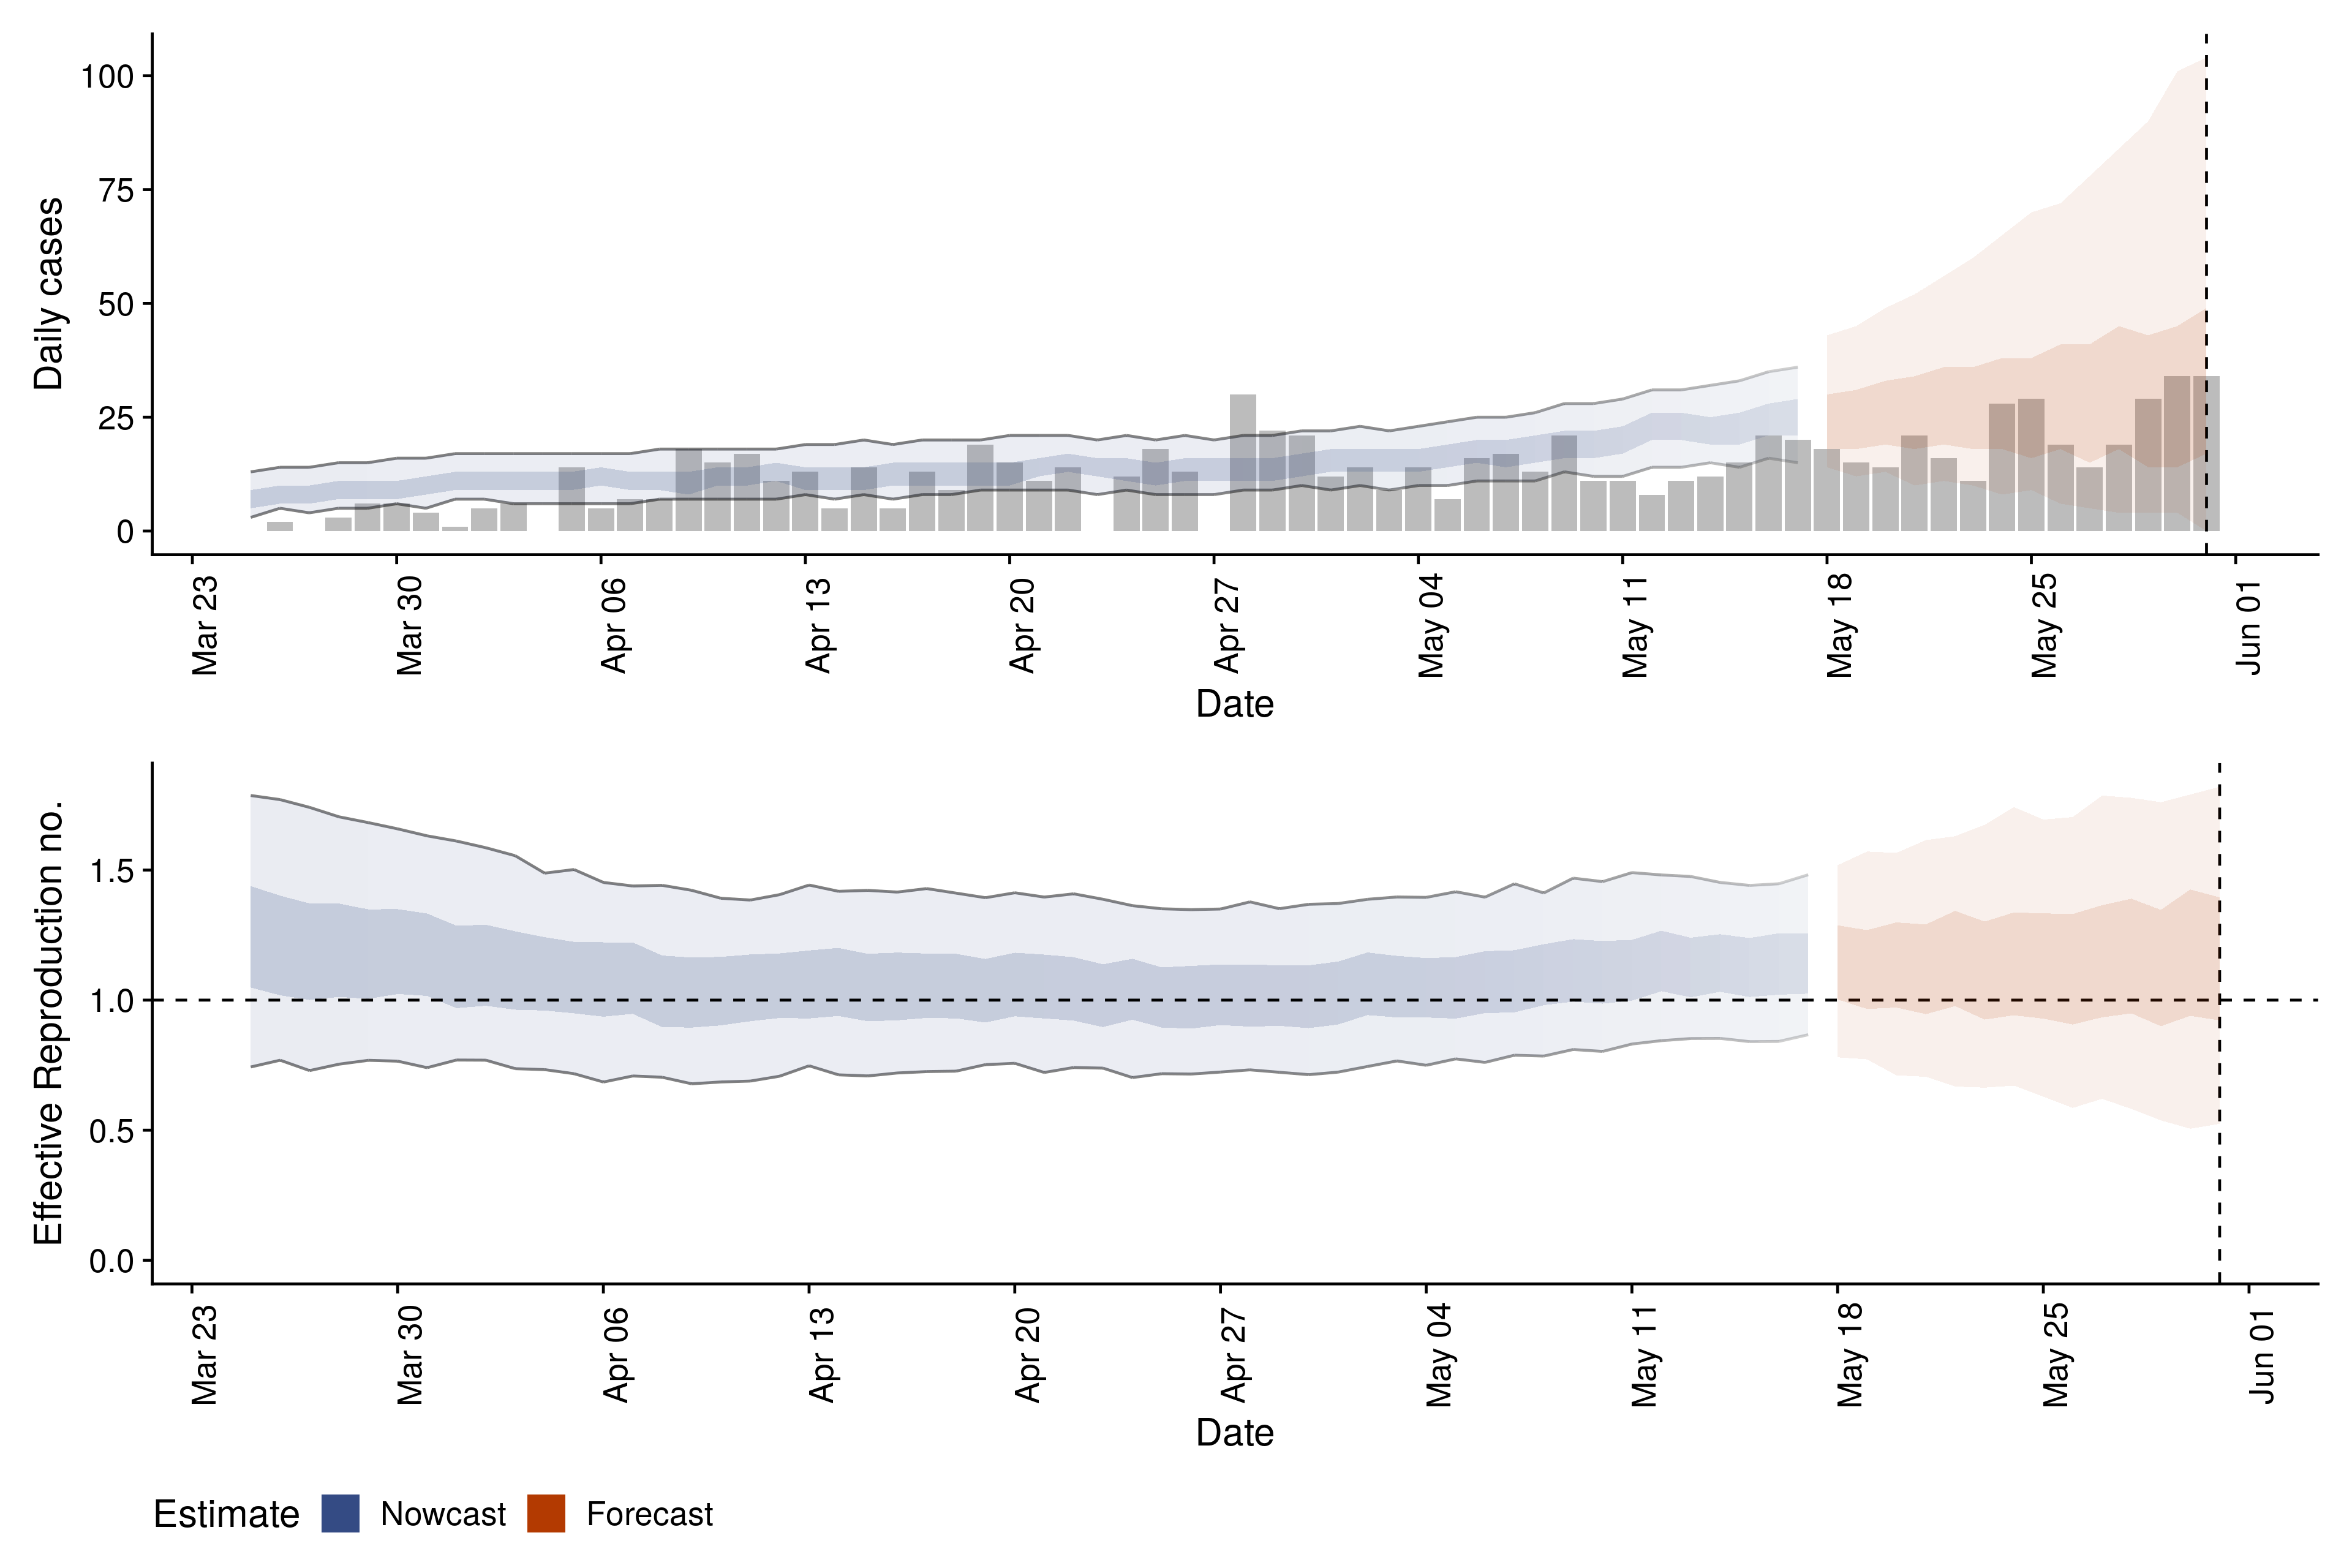 Daily cases
100
75
50
25
0
Mar 23
Mar 30
Apr 06
Apr 13
Apr 20
Apr 27
May 04
May 11
May 18
May 25
Jun 01
Date
Effective Reproduction no.
1.5
1.0
0.5
0.0
Mar 23
Mar 30
Apr 06
Apr 13
Apr 20
Apr 27
May 04
May 11
May 18
May 25
Jun 01
Date
Estimate Nowcast Forecast